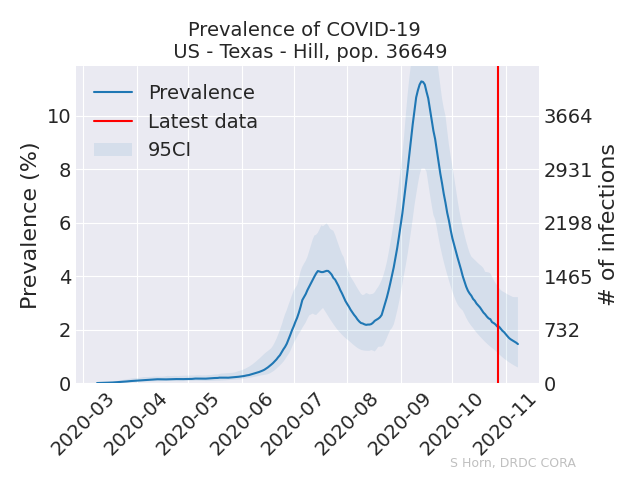 Prevalence of COVID-19
US - Texas - Hill, pop. 36649
Prevalence
Latest data
95CI
Prevalence (%)
10
8
6
4
2
0
3664
2931
2198
1465
732
0
# of infections
2020-03
2020-04
2020-05
2020-06
2020-07
2020-08
2020-09
2020-10
2020-11
S Horn, DRDC CORA